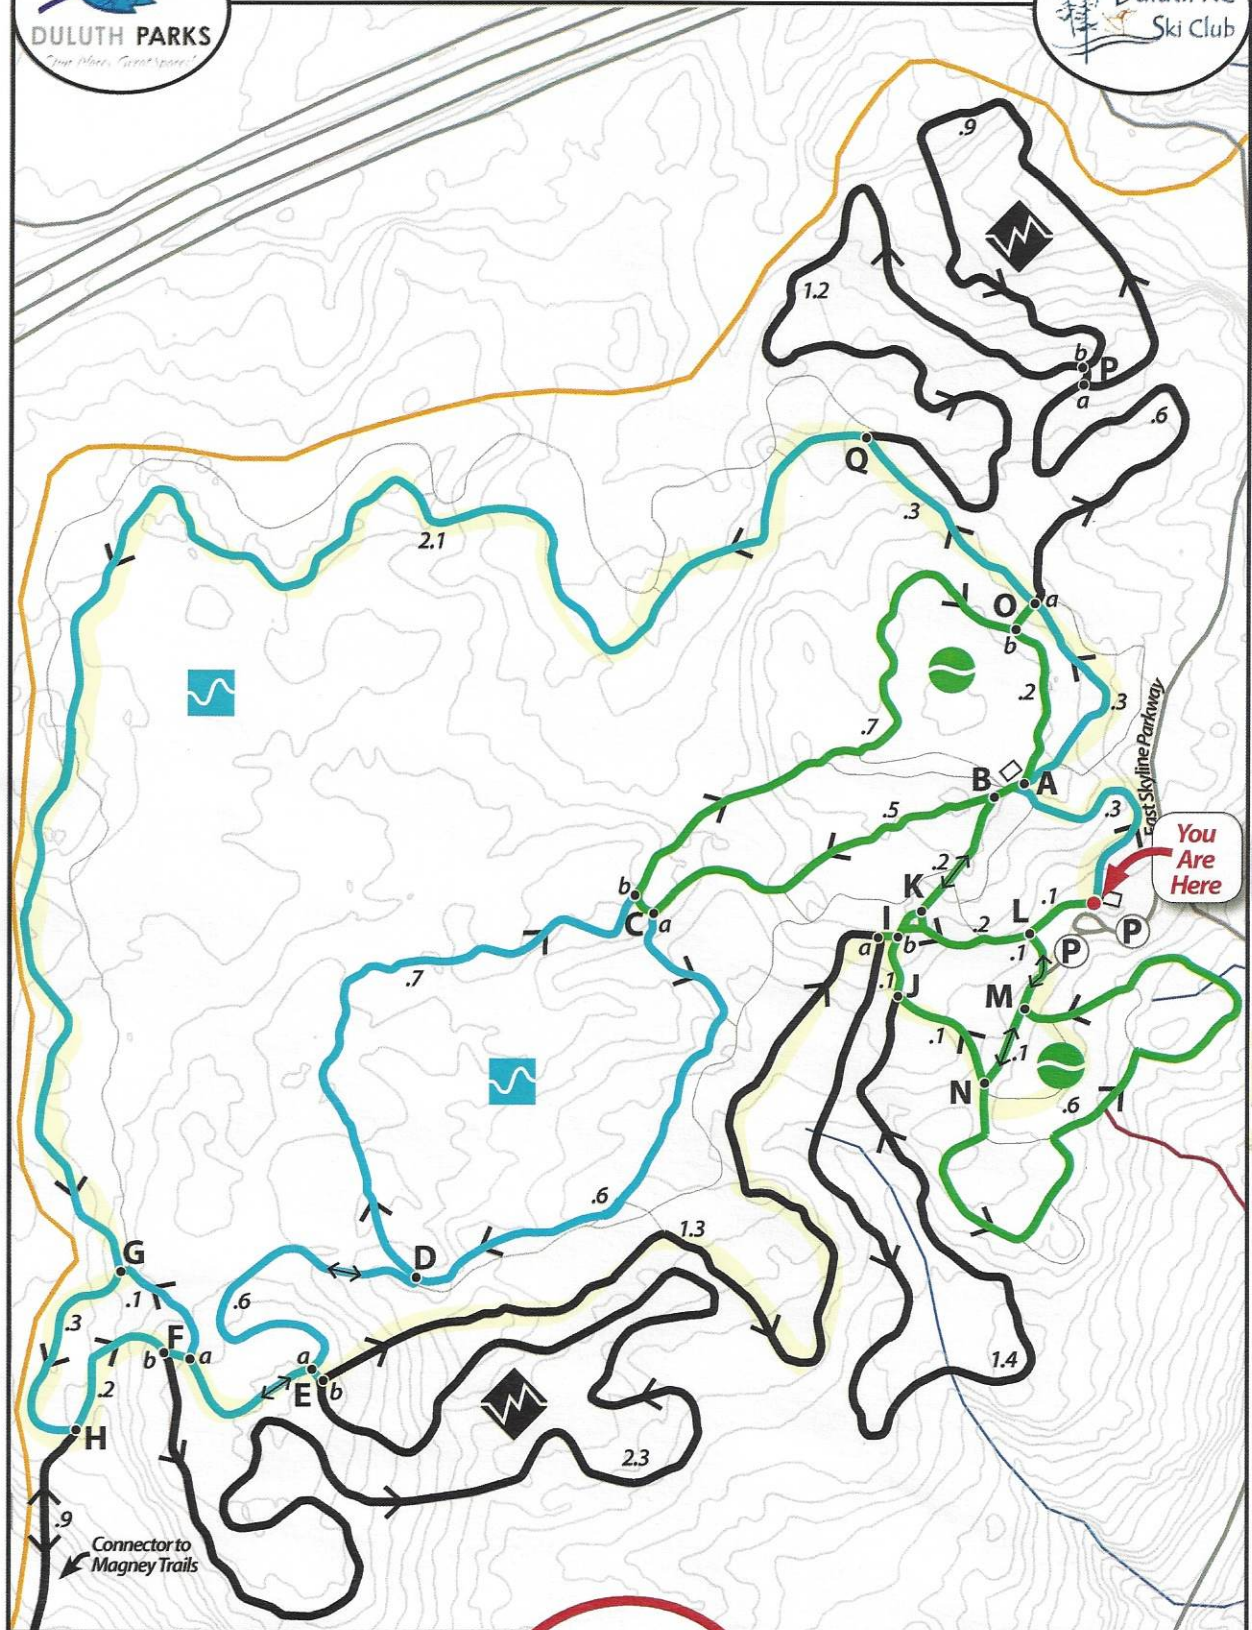 DULUTH PARKS
Ski Club
.9
1.2
b
P
a
.6
Q
.3
2.1
O
a
b
.2
.3
.7
East Skyline Parkway
B
A
.3
.5
You
Are
Here
.2
K
b
C
a
I
a
b
.2
L
.1
P
P
.7
.1
J
.1
M
.1
.1
N
.6
.6
1.3
G
D
.1
.6
.3
F
b
a
a
E
b
.2
1.4
H
2.3
.9
Connector to
Magney Trails